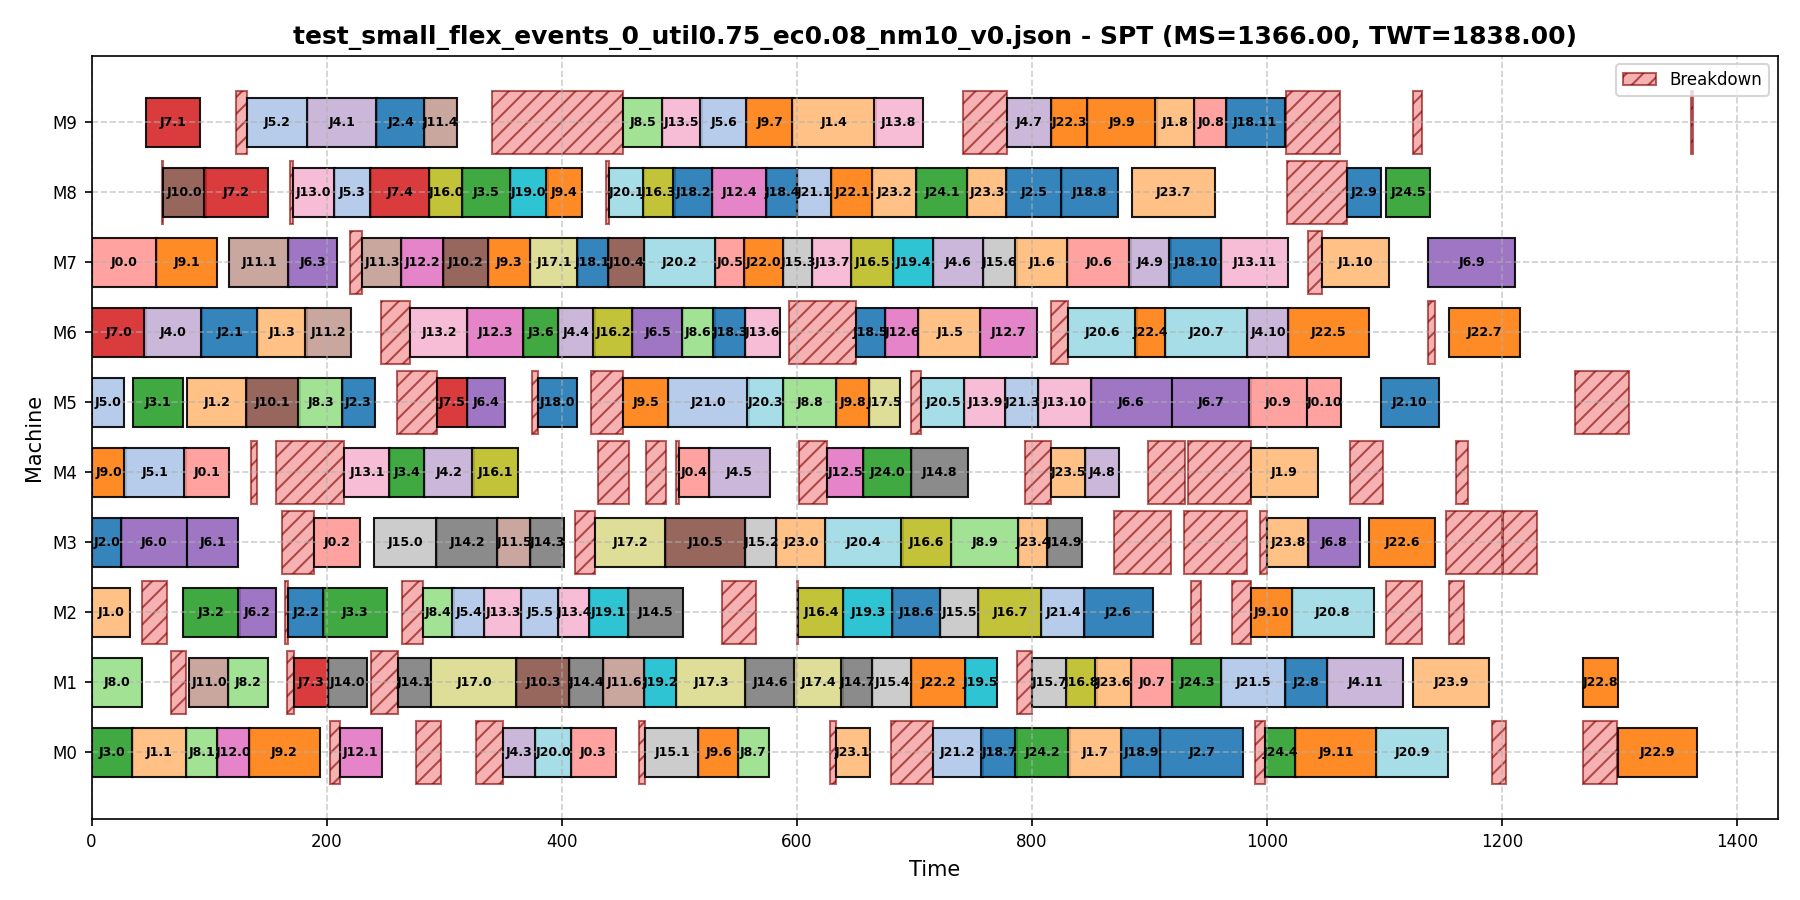 test_small_flex_events_0_util0.75_ec0.08_nm10_v0.json - SPT (MS=1366.00, TWT=1838.00)
Breakdown
Machine
M9 J7.1 J5.2 J4.1 J2.4 J11.4 J8.5 J13.5 J5.6 J9.7 J1.4 J13.8 J4.7 J22.3 J9.9 J1.8 J0.8 J18.11
M8 J10.0 J7.2 J13.0 J5.3 J7.4 J16.0 J3.5 J19.0 J9.4 J20.1 J16.3 J18.2 J12.4 J18.4 J21.1 J22.1 J23.2 J24.1 J23.3 J2.5 J18.8 J23.7 J2.9 J24.5
M7 J0.0 J9.1 J11.1 J6.3 J11.3 J12.2 J10.2 J9.3 J17.1 J18.1 J10.4 J20.2 J0.5 J22.0 J15.3 J13.7 J16.5 J19.4 J4.6 J15.6 J1.6 J0.6 J4.9 J18.10 J13.11 J1.10 J6.9
M6 J7.0 J4.0 J2.1 J1.3 J11.2 J13.2 J12.3 J3.6 J4.4 J16.2 J6.5 J8.6 J18.3 J13.6 J18.5 J12.6 J1.5 J12.7 J20.6 J22.4 J20.7 J4.10 J22.5 J22.7
M5 J5.0 J3.1 J1.2 J10.1 J8.3 J2.3 J7.5 J6.4 J18.0 J9.5 J21.0 J20.3 J8.8 J9.8 J17.5 J20.5 J13.9 J21.3 J13.10 J6.6 J6.7 J0.9 J0.10 J2.10
M4 J9.0 J5.1 J0.1 J13.1 J3.4 J4.2 J16.1 J0.4 J4.5 J12.5 J24.0 J14.8 J23.5 J4.8 J1.9
M3 J2.0 J6.0 J6.1 J0.2 J15.0 J14.2 J11.5 J14.3 J17.2 J10.5 J15.2 J23.0 J20.4 J16.6 J8.9 J23.4 J14.9 J23.8 J6.8 J22.6
M2 J1.0 J3.2 J6.2 J2.2 J3.3 J8.4 J5.4 J13.3 J5.5 J13.4 J19.1 J14.5 J16.4 J19.3 J18.6 J15.5 J16.7 J21.4 J2.6 J9.10 J20.8
M1 J8.0 J11.0 J8.2 J7.3 J14.0 J14.1 J17.0 J10.3 J14.4 J11.6 J19.2 J17.3 J14.6 J17.4 J14.7 J15.4 J22.2 J19.5 J15.7 J16.8 J23.6 J0.7 J24.3 J21.5 J2.8 J4.11 J23.9 J22.8
M0 J3.0 J1.1 J8.1 J12.0 J9.2 J12.1 J4.3 J20.0 J0.3 J15.1 J9.6 J8.7 J23.1 J21.2 J18.7 J24.2 J1.7 J18.9 J2.7 J24.4 J9.11 J20.9 J22.9
0 200 400 600 800 1000 1200 1400
Time